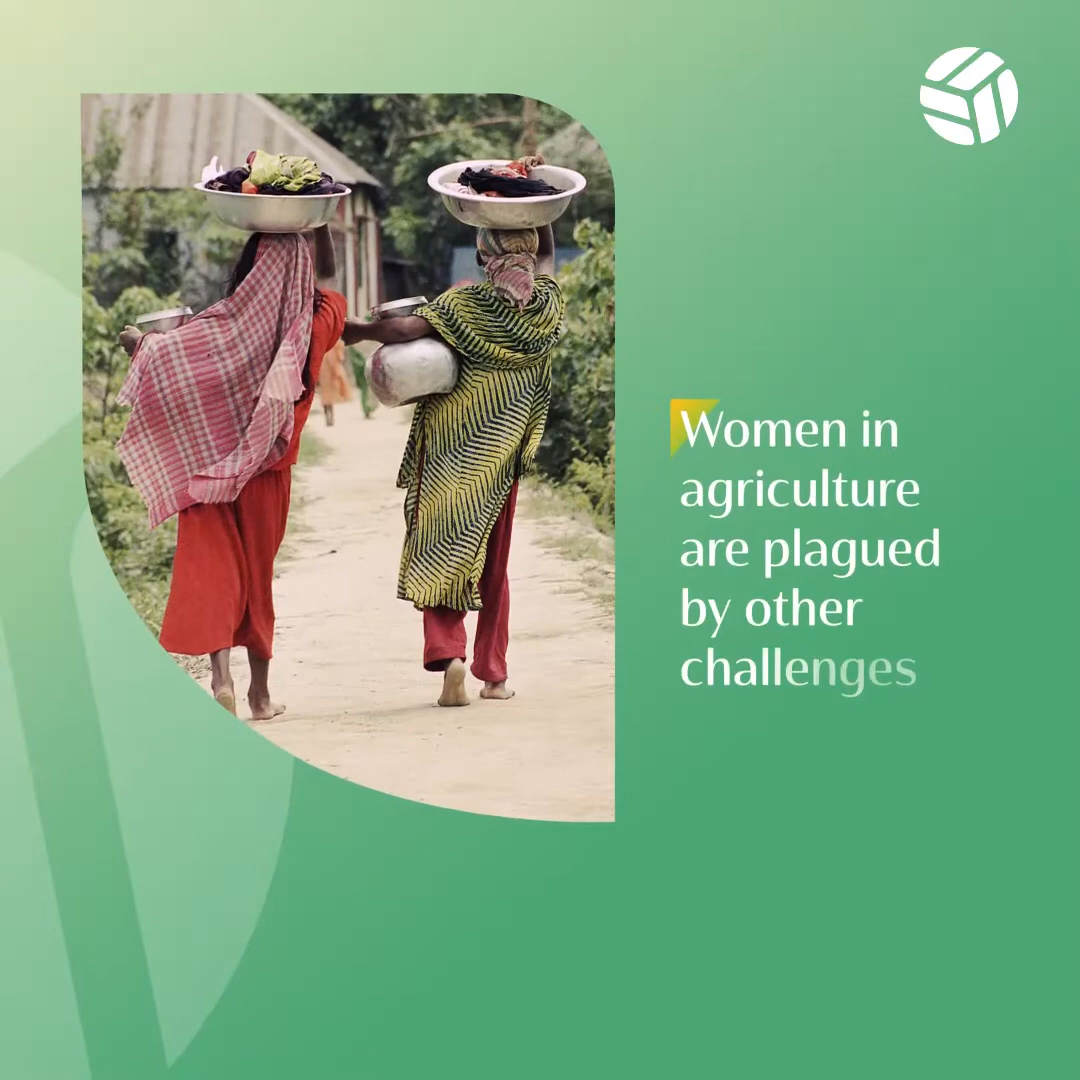 Women in
agriculture
are plagued
by other
challenges